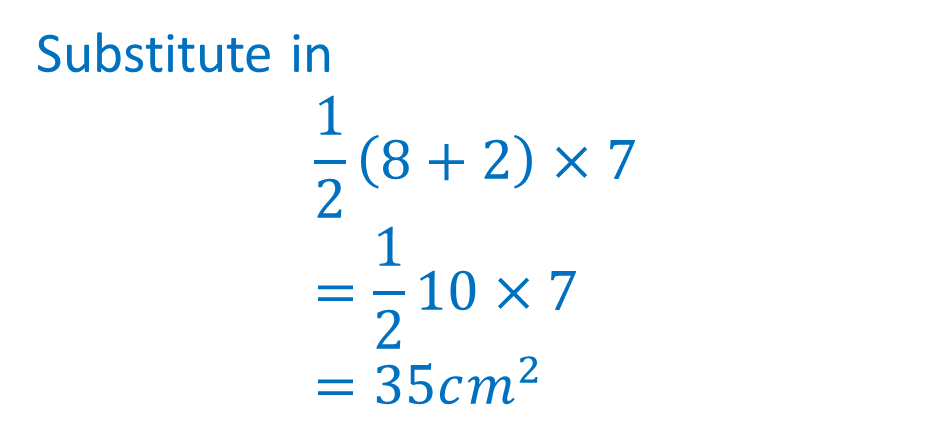 Substitute in
1/2 (8 + 2) × 7
= 1/2 10 × 7
= 35cm²